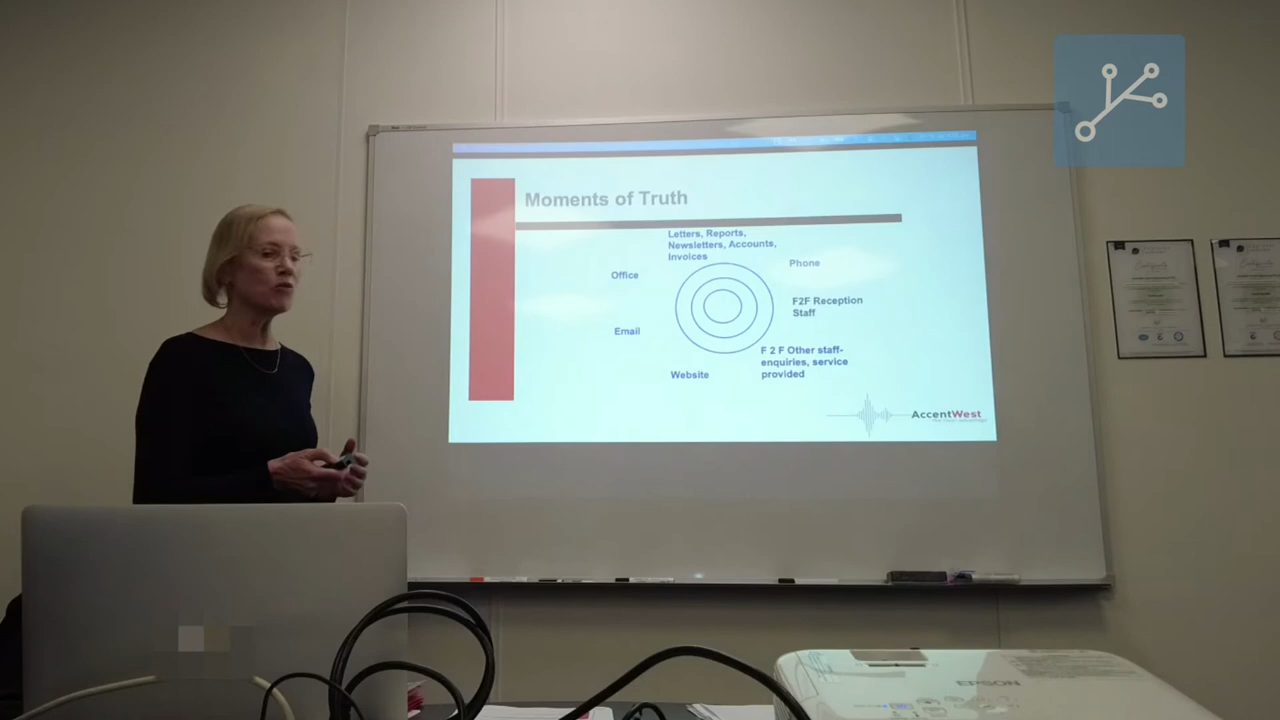 Moments of Truth
Letters, Reports,
Newsletters, Accounts,
Invoices
Office
Phone
F2F Reception
Staff
Email
F 2 F Other staff-
enquiries, service
provided
Website
AccentWest
EPSON